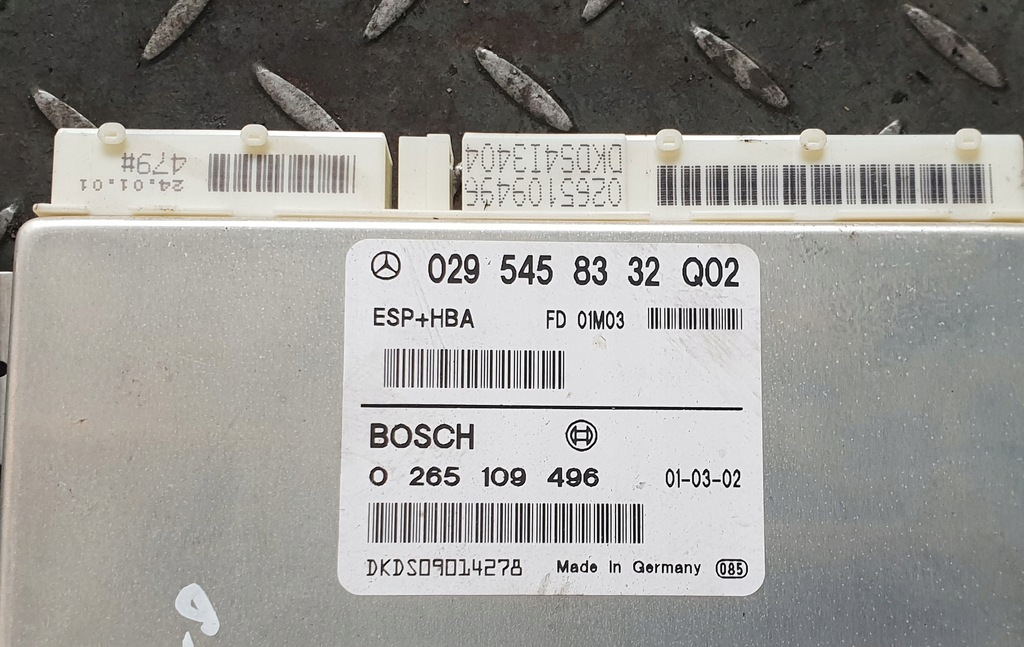 479#
24.01.01
0265109496
DKDS4I3404
029 545 83 32 Q02
ESP+HBA FD 01M03
BOSCH
0 265 109 496 01-03-02
DKDS09014278 Made in Germany 085